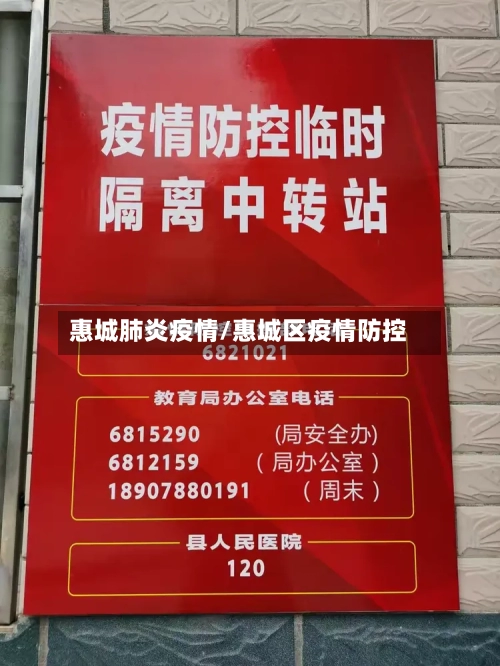 疫情防控临时
隔离中转站
惠城肺炎疫情/惠城区疫情防控
6821021
教育局办公室电话
6815290 (局安全办)
6812159 (局办公室)
18907880191 (周末)
县人民医院
120